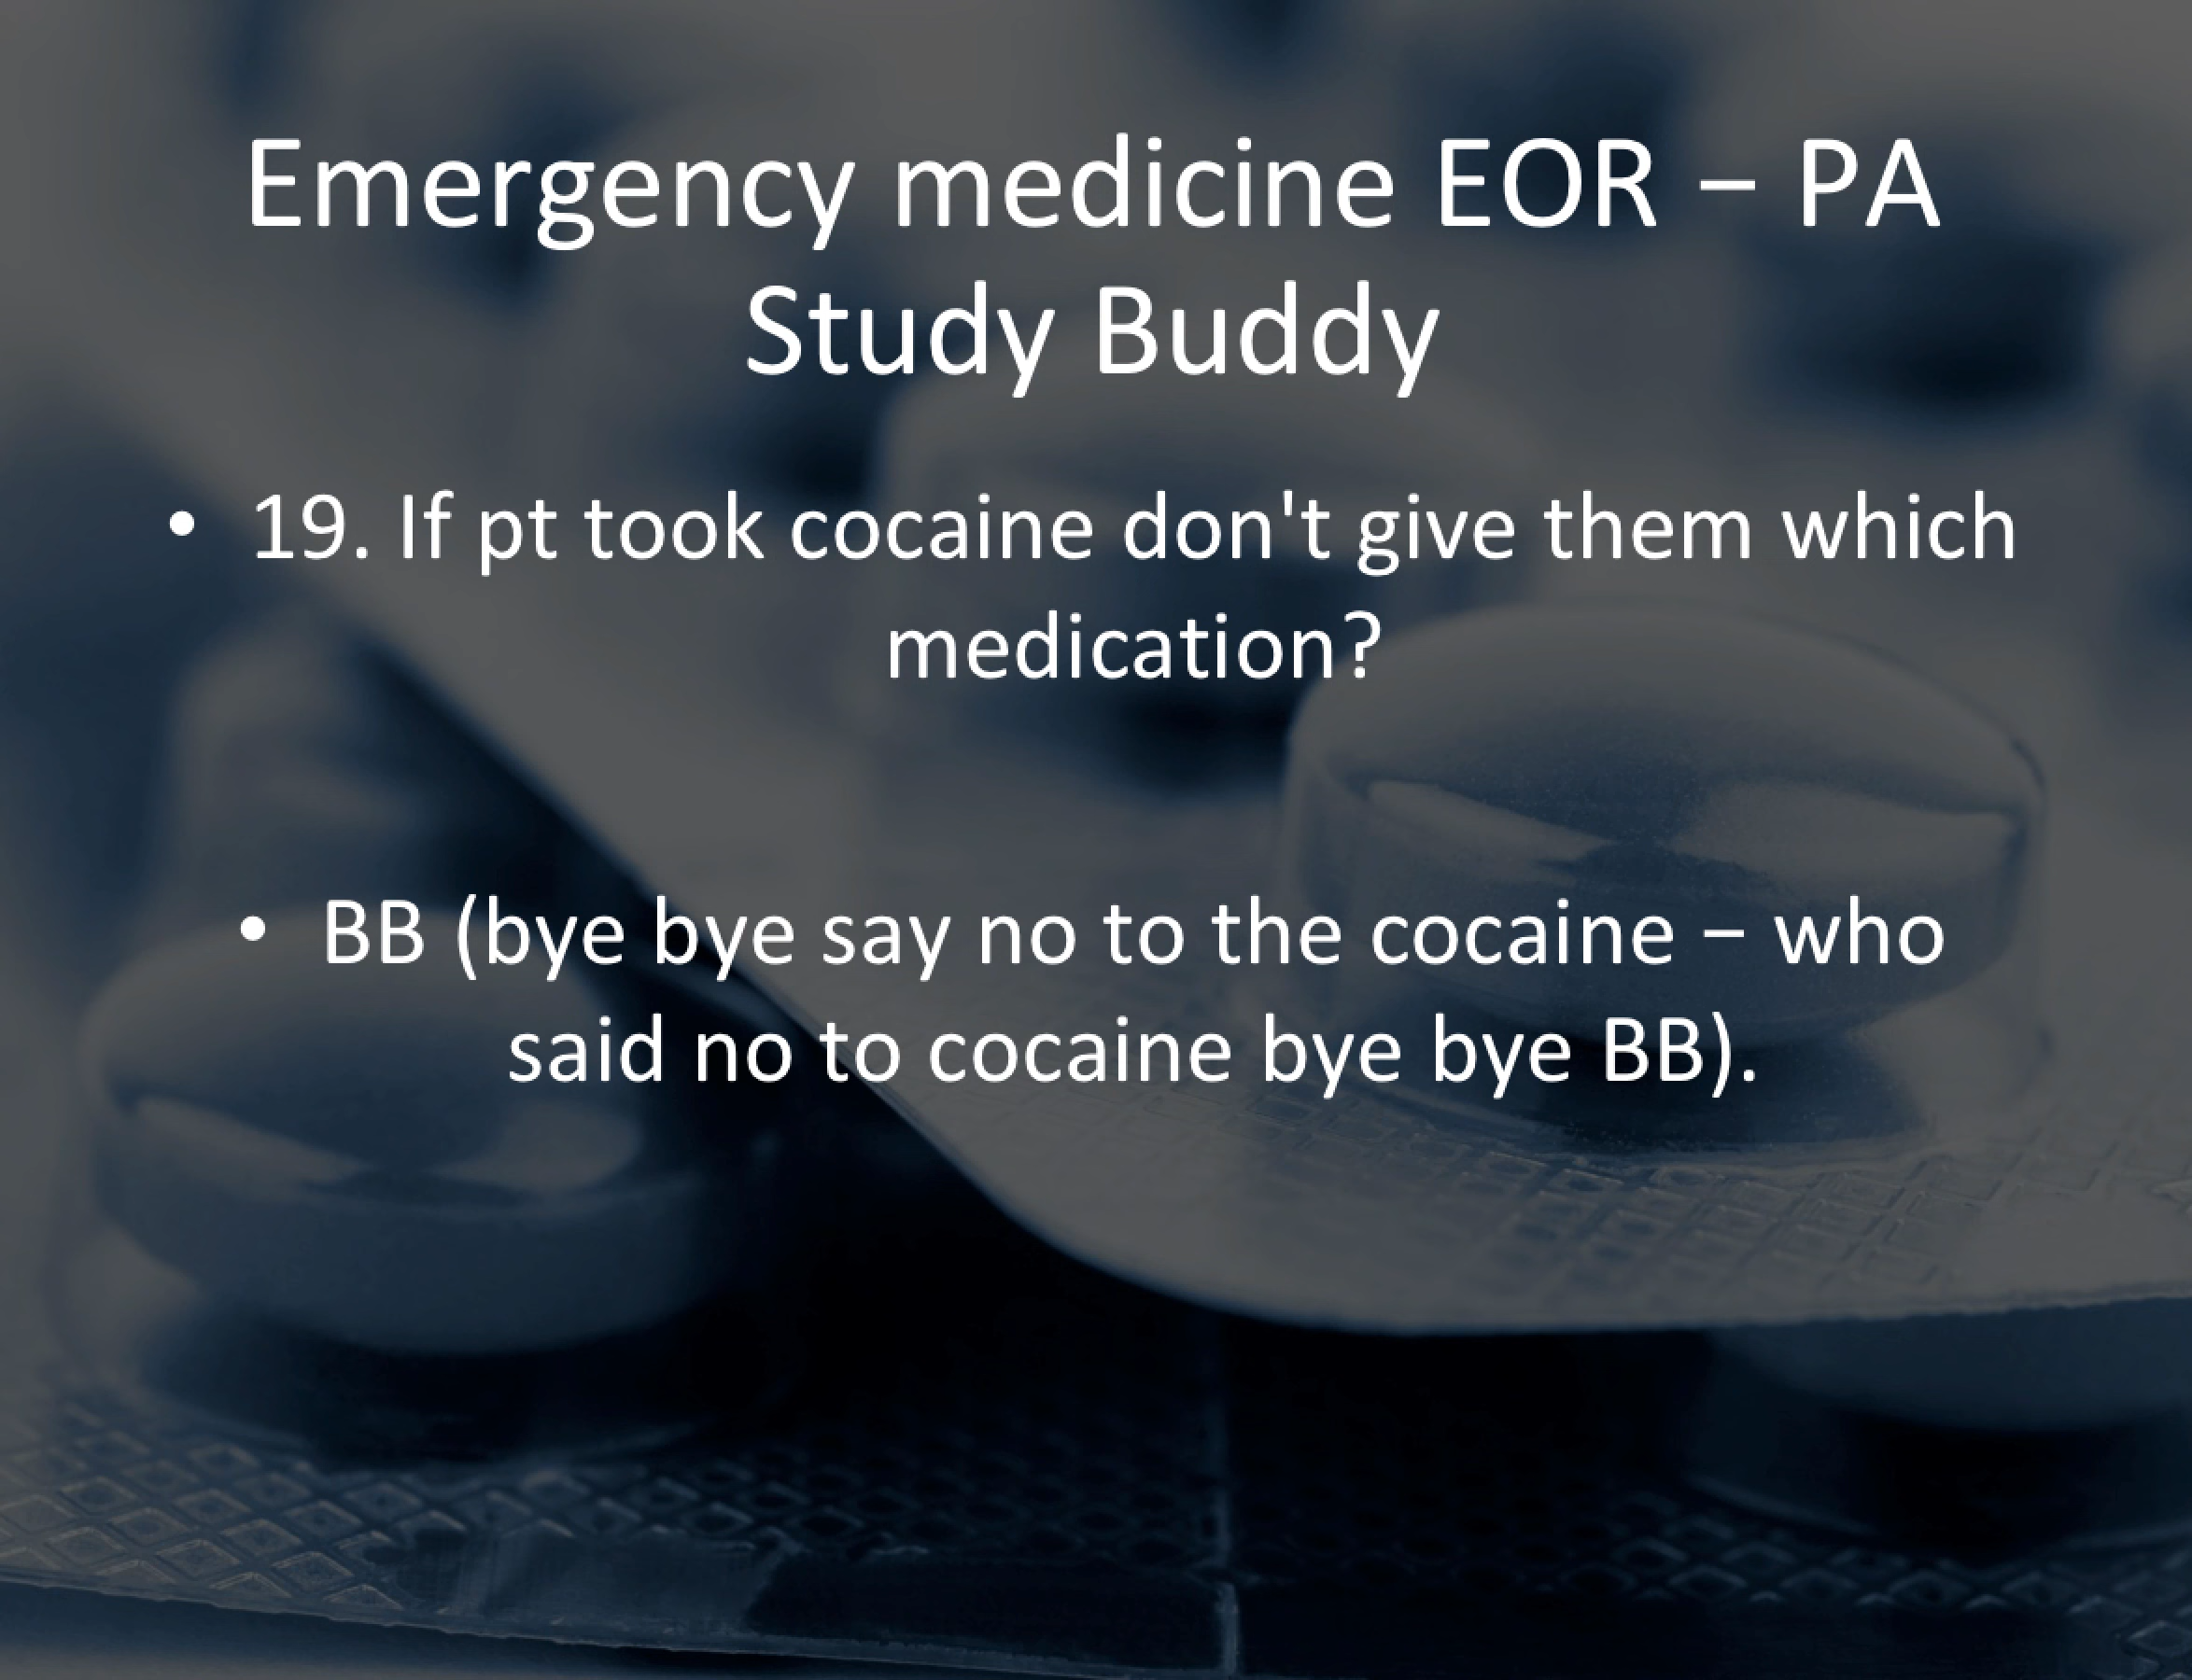 Emergency medicine EOR – PA
Study Buddy
• 19. If pt took cocaine don't give them which
medication?
• BB (bye bye say no to the cocaine – who
said no to cocaine bye bye BB).